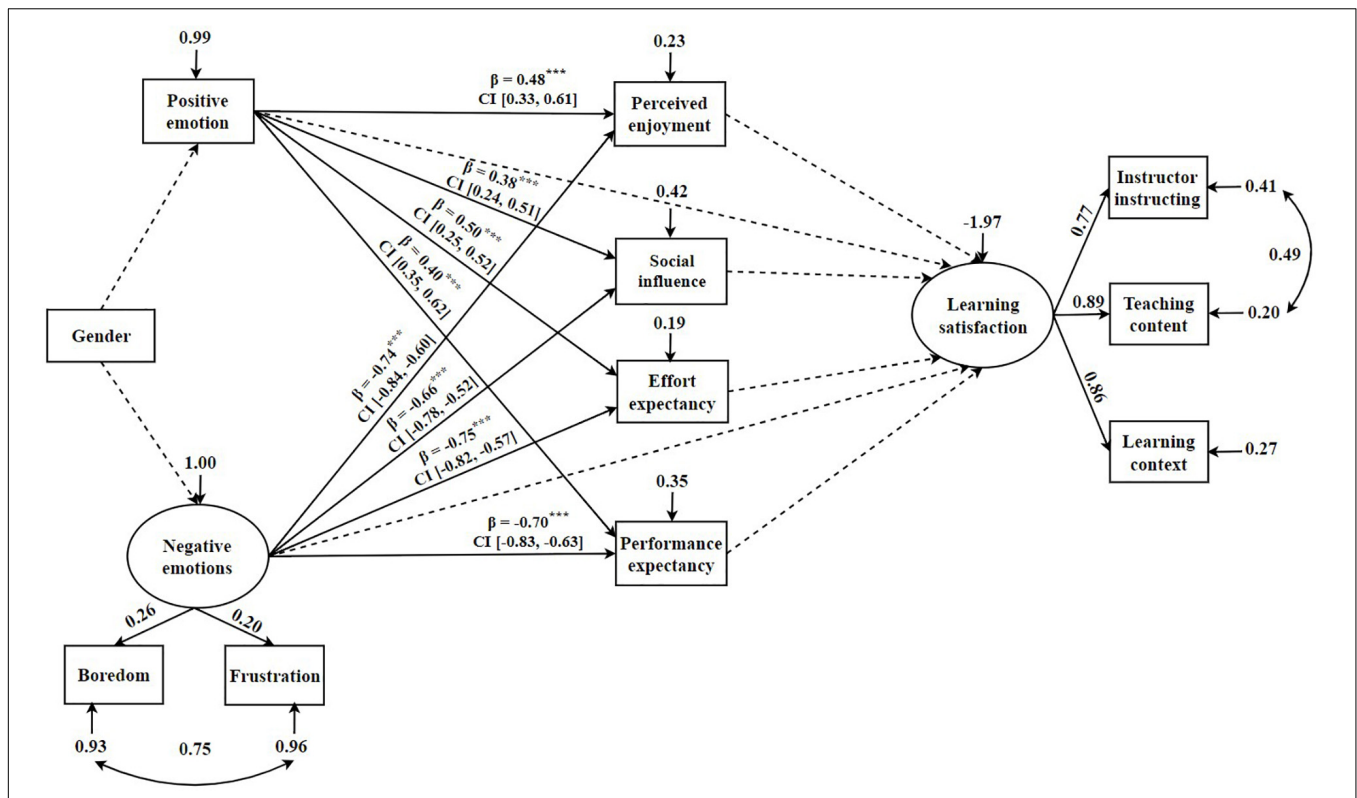 0.99
Positive
emotion
β = 0.48***
CI [0.33, 0.61]
0.23
Perceived
enjoyment
β = 0.38***
CI [0.24, 0.51]
β = 0.50***
CI [0.25, 0.52]
β = 0.40***
CI [0.35, 0.62]
0.42
Social
influence
Gender
β = -0.74***
CI [-0.84, -0.60]
β = -0.66***
CI [-0.78, -0.52]
β = -0.75***
CI [-0.82, -0.57]
0.19
Effort
expectancy
1.00
Negative
emotions
β = -0.70***
CI [-0.83, -0.63]
0.35
Performance
expectancy
0.26
0.20
Boredom
Frustration
0.93
0.75
0.96
-1.97
Learning
satisfaction
0.77
0.89
0.86
Instructor
instructing
0.41
0.49
Teaching
content
0.20
Learning
context
0.27